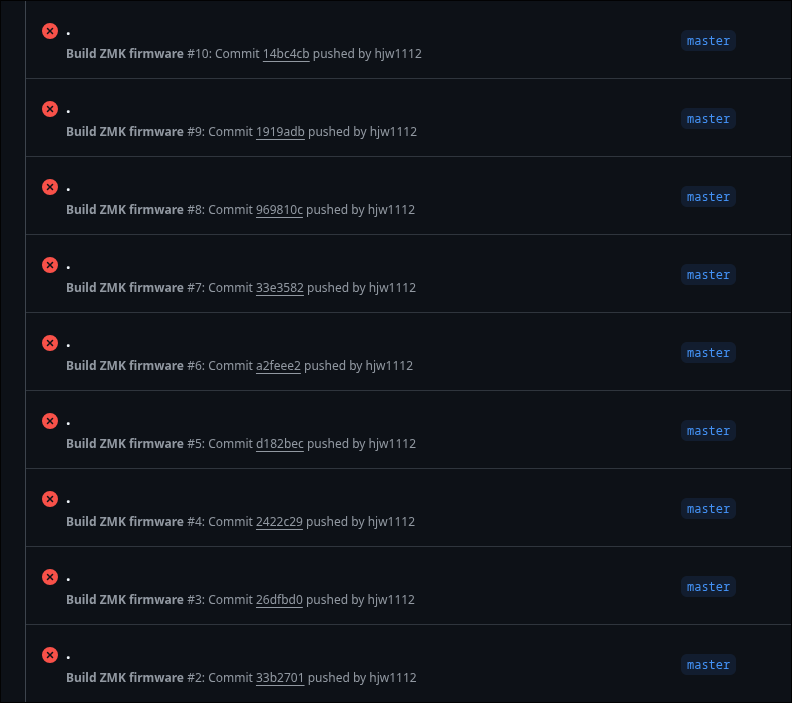 .
Build ZMK firmware #10: Commit 14bc4cb pushed by hjw1112
master
.
Build ZMK firmware #9: Commit 1919adb pushed by hjw1112
master
.
Build ZMK firmware #8: Commit 969810c pushed by hjw1112
master
.
Build ZMK firmware #7: Commit 33e3582 pushed by hjw1112
master
.
Build ZMK firmware #6: Commit a2feee2 pushed by hjw1112
master
.
Build ZMK firmware #5: Commit d182bec pushed by hjw1112
master
.
Build ZMK firmware #4: Commit 2422c29 pushed by hjw1112
master
.
Build ZMK firmware #3: Commit 26dfbd0 pushed by hjw1112
master
.
Build ZMK firmware #2: Commit 33b2701 pushed by hjw1112
master